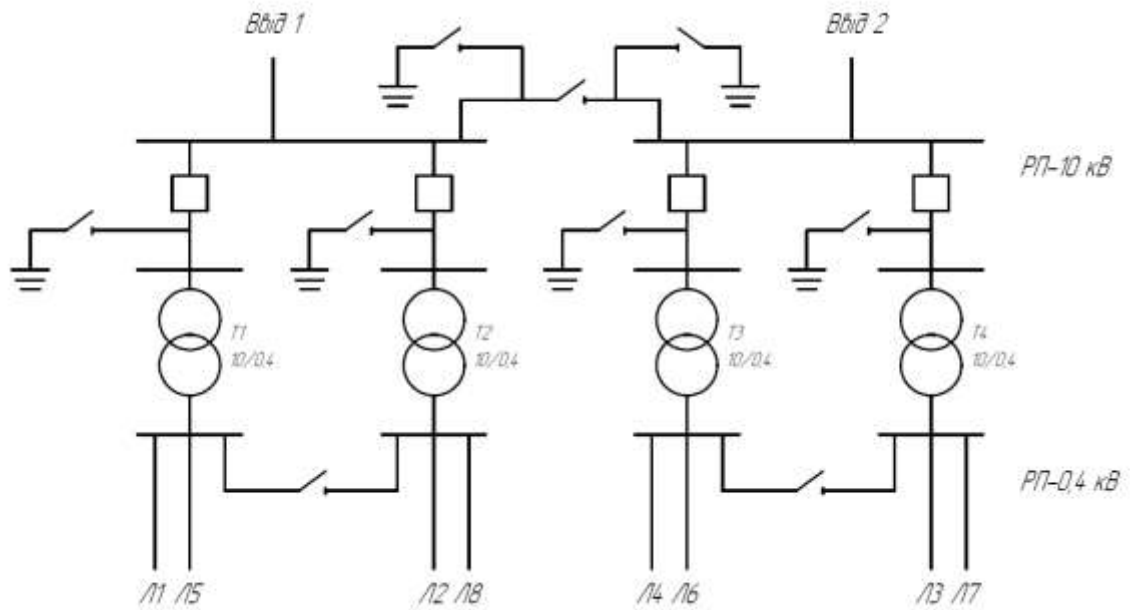 Ввід 1
Ввід 2
РП-10 кВ
Т1
10/0,4
Т2
10/0,4
Т3
10/0,4
Т4
10/0,4
РП-0,4 кВ
Л1 Л5
Л2 Л8
Л4 Л6
Л3 Л7